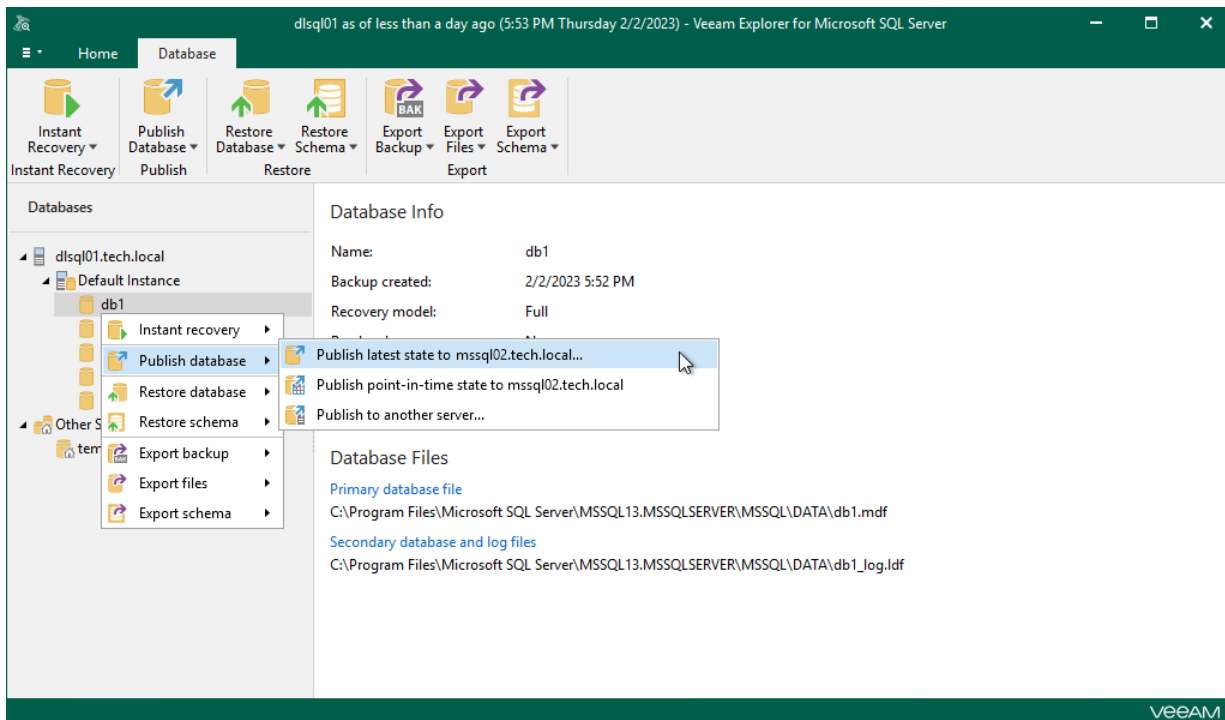 dlsql01 as of less than a day ago (5:53 PM Thursday 2/2/2023) - Veeam Explorer for Microsoft SQL Server
Home Database
Instant Recovery
Publish Database
Restore Database
Restore Schema
BAK
Export Backup
Export Files
Export Schema
Instant Recovery Publish Restore Export
Databases
dlsql01.tech.local
Default Instance
db1
Other S
tem
Instant recovery
Publish database
Restore database
Restore schema
Export backup
Export files
Export schema
Publish latest state to mssql02.tech.local...
Publish point-in-time state to mssql02.tech.local
Publish to another server...
Database Info
Name: db1
Backup created: 2/2/2023 5:52 PM
Recovery model: Full
Database Files
Primary database file
C:\Program Files\Microsoft SQL Server\MSSQL13.MSSQLSERVER\MSSQL\DATA\db1.mdf
Secondary database and log files
C:\Program Files\Microsoft SQL Server\MSSQL13.MSSQLSERVER\MSSQL\DATA\db1_log.ldf
veeam